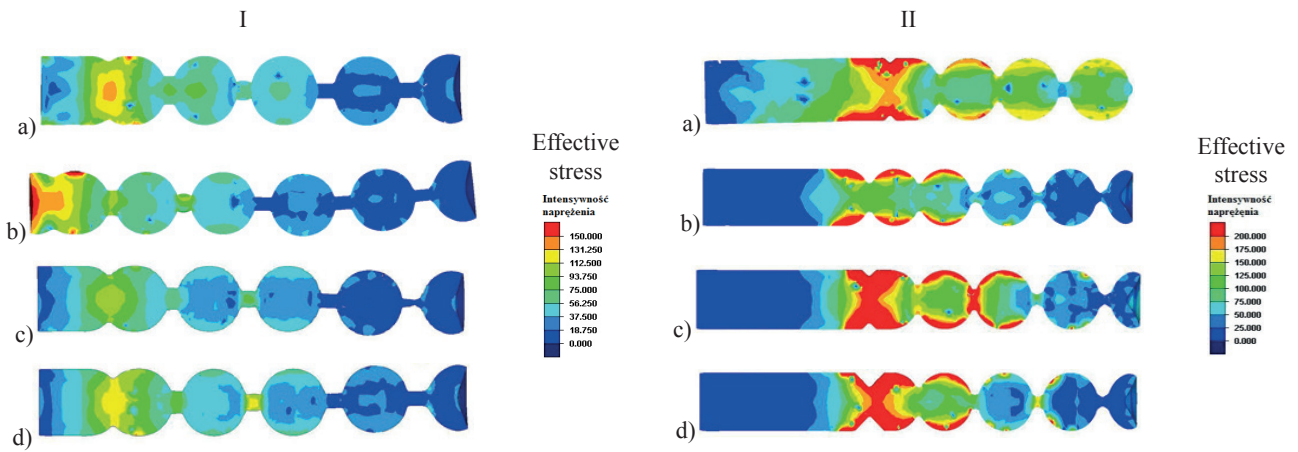 I
a)
b)
c)
d)
Effective
stress
Intensywność
naprężenia
150.000
131.250
112.500
93.750
75.000
56.250
37.500
18.750
0.000
II
a)
b)
c)
d)
Effective
stress
Intensywność
naprężenia
200.000
175.000
150.000
125.000
100.000
75.000
50.000
25.000
0.000